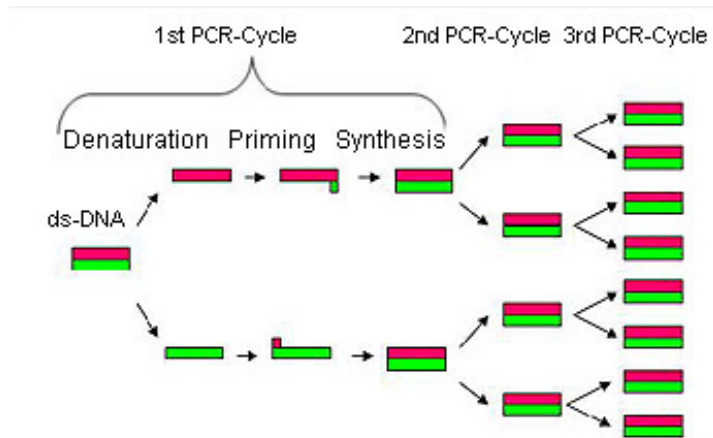 1st PCR-Cycle
2nd PCR-Cycle
3rd PCR-Cycle
Denaturation
Priming
Synthesis
ds-DNA